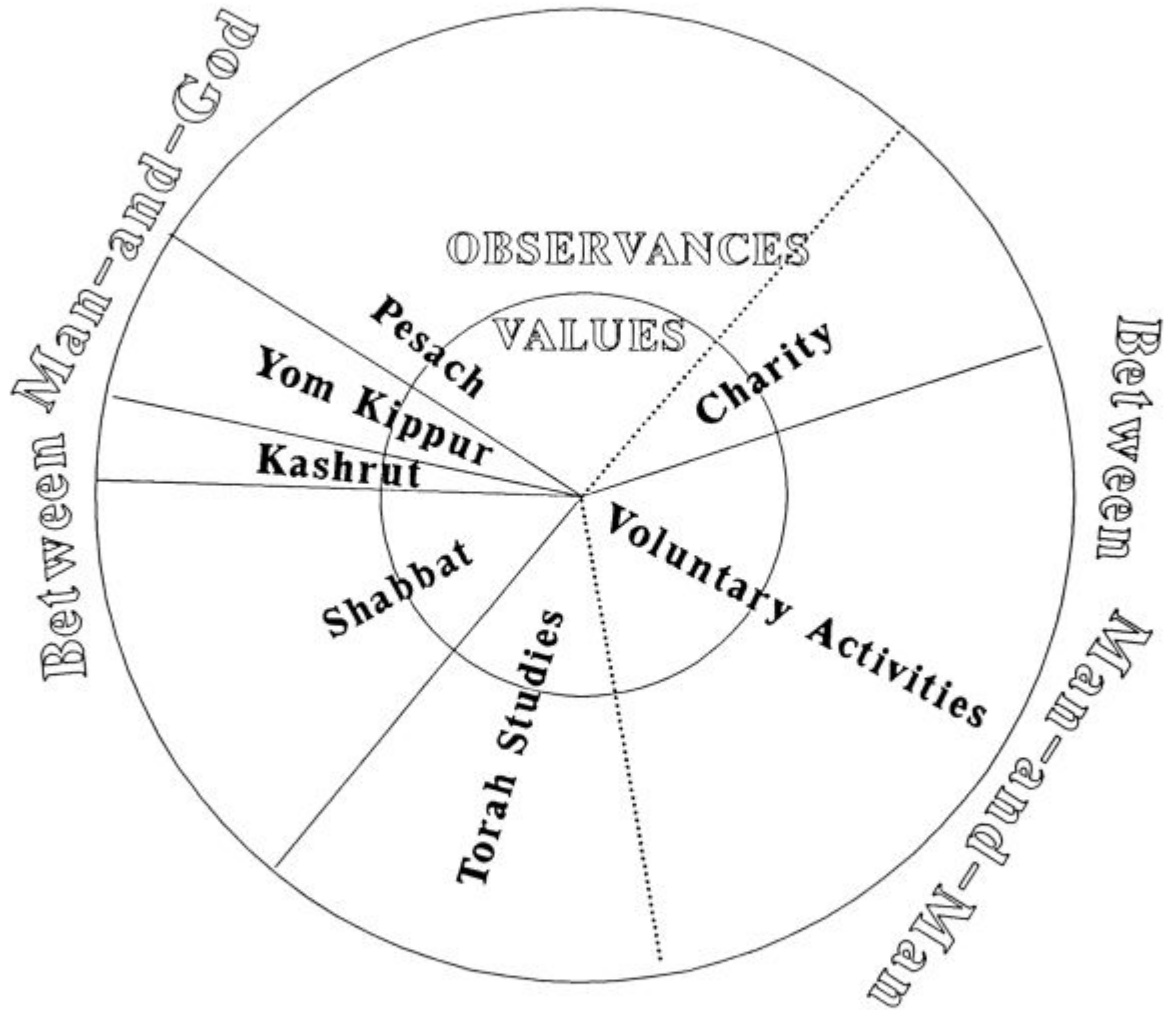 Between Man-and-God
OBSERVANCES
VALUES
Pesach
Yom Kippur
Kashrut
Shabbat
Torah Studies
Charity
Voluntary Activities
Between Man-and-Man